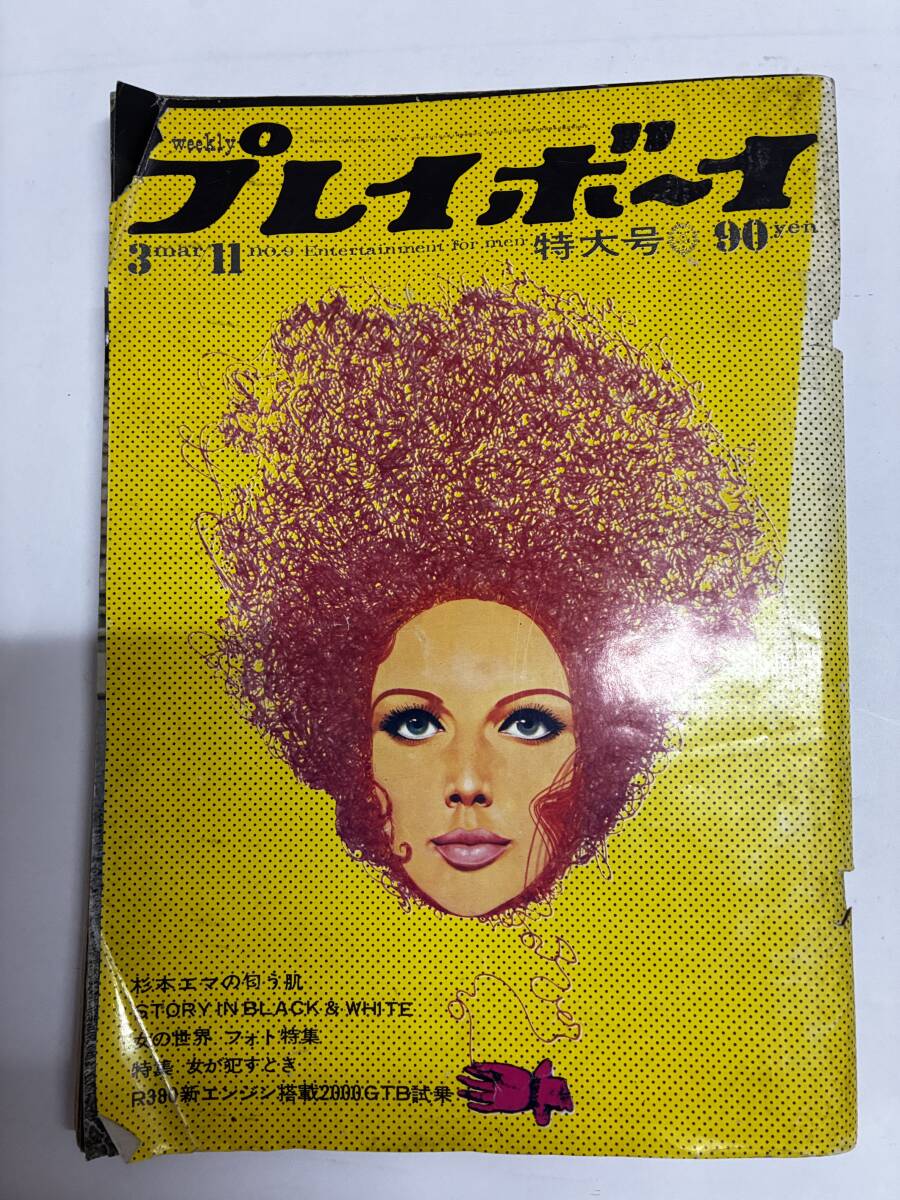 weekly
プレイボーイ
3 mar 11 no.9 Entertainment for men 特大号 90 yen
杉本エマの匂う肌
STORY IN BLACK & WHITE
女の世界 フォト特集
特集 女が犯すとき
R380新エンジン搭載2000GTB試乗